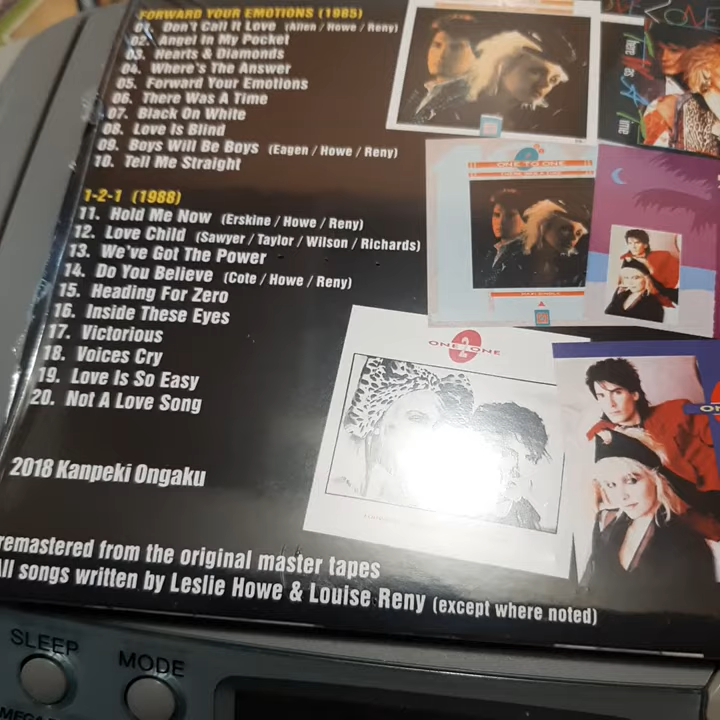 FORWARD YOUR EMOTIONS (1985)
01. Don't Call It Love (Allen / Howe / Reny)
02. Angel In My Pocket
03. Hearts & Diamonds
04. Where's The Answer
05. Forward Your Emotions
06. There Was A Time
07. Black On White
08. Love Is Blind
09. Boys Will Be Boys (Eagen / Howe / Reny)
10. Tell Me Straight
1-2-1 (1988)
11. Hold Me Now (Erskine / Howe / Reny)
12. Love Child (Sawyer / Taylor / Wilson / Richards)
13. We've Got The Power
14. Do You Believe (Cote / Howe / Reny)
15. Heading For Zero
16. Inside These Eyes
17. Victorious
18. Voices Cry
19. Love Is So Easy
20. Not A Love Song
2018 Kanpeki Ongaku
remastered from the original master tapes
All songs written by Leslie Howe & Louise Reny (except where noted)
ONE TO ONE
ONE 2 ONE
SLEEP
MODE